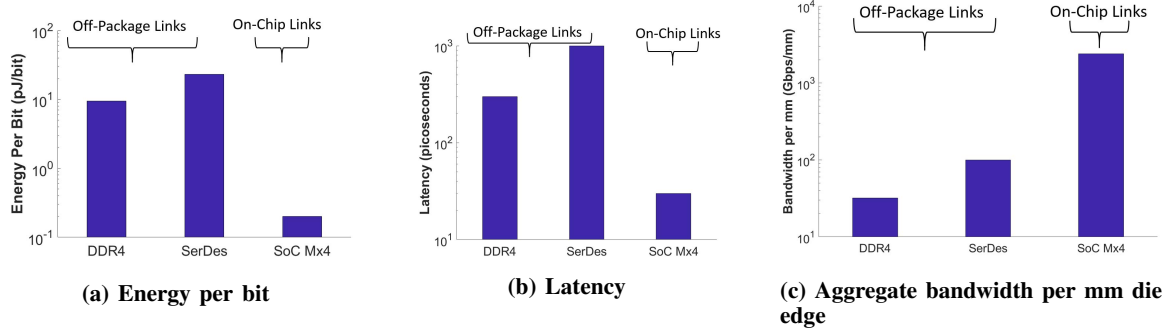 Off-Package Links
On-Chip Links
Energy Per Bit (pJ/bit)
10^2
10^1
10^0
10^-1
DDR4
SerDes
SoC Mx4
(a) Energy per bit
Off-Package Links
On-Chip Links
Latency (picoseconds)
10^3
10^2
10^1
DDR4
SerDes
SoC Mx4
(b) Latency
Off-Package Links
On-Chip Links
Bandwidth per mm (Gbps/mm)
10^4
10^3
10^2
10^1
DDR4
SerDes
SoC Mx4
(c) Aggregate bandwidth per mm die
edge